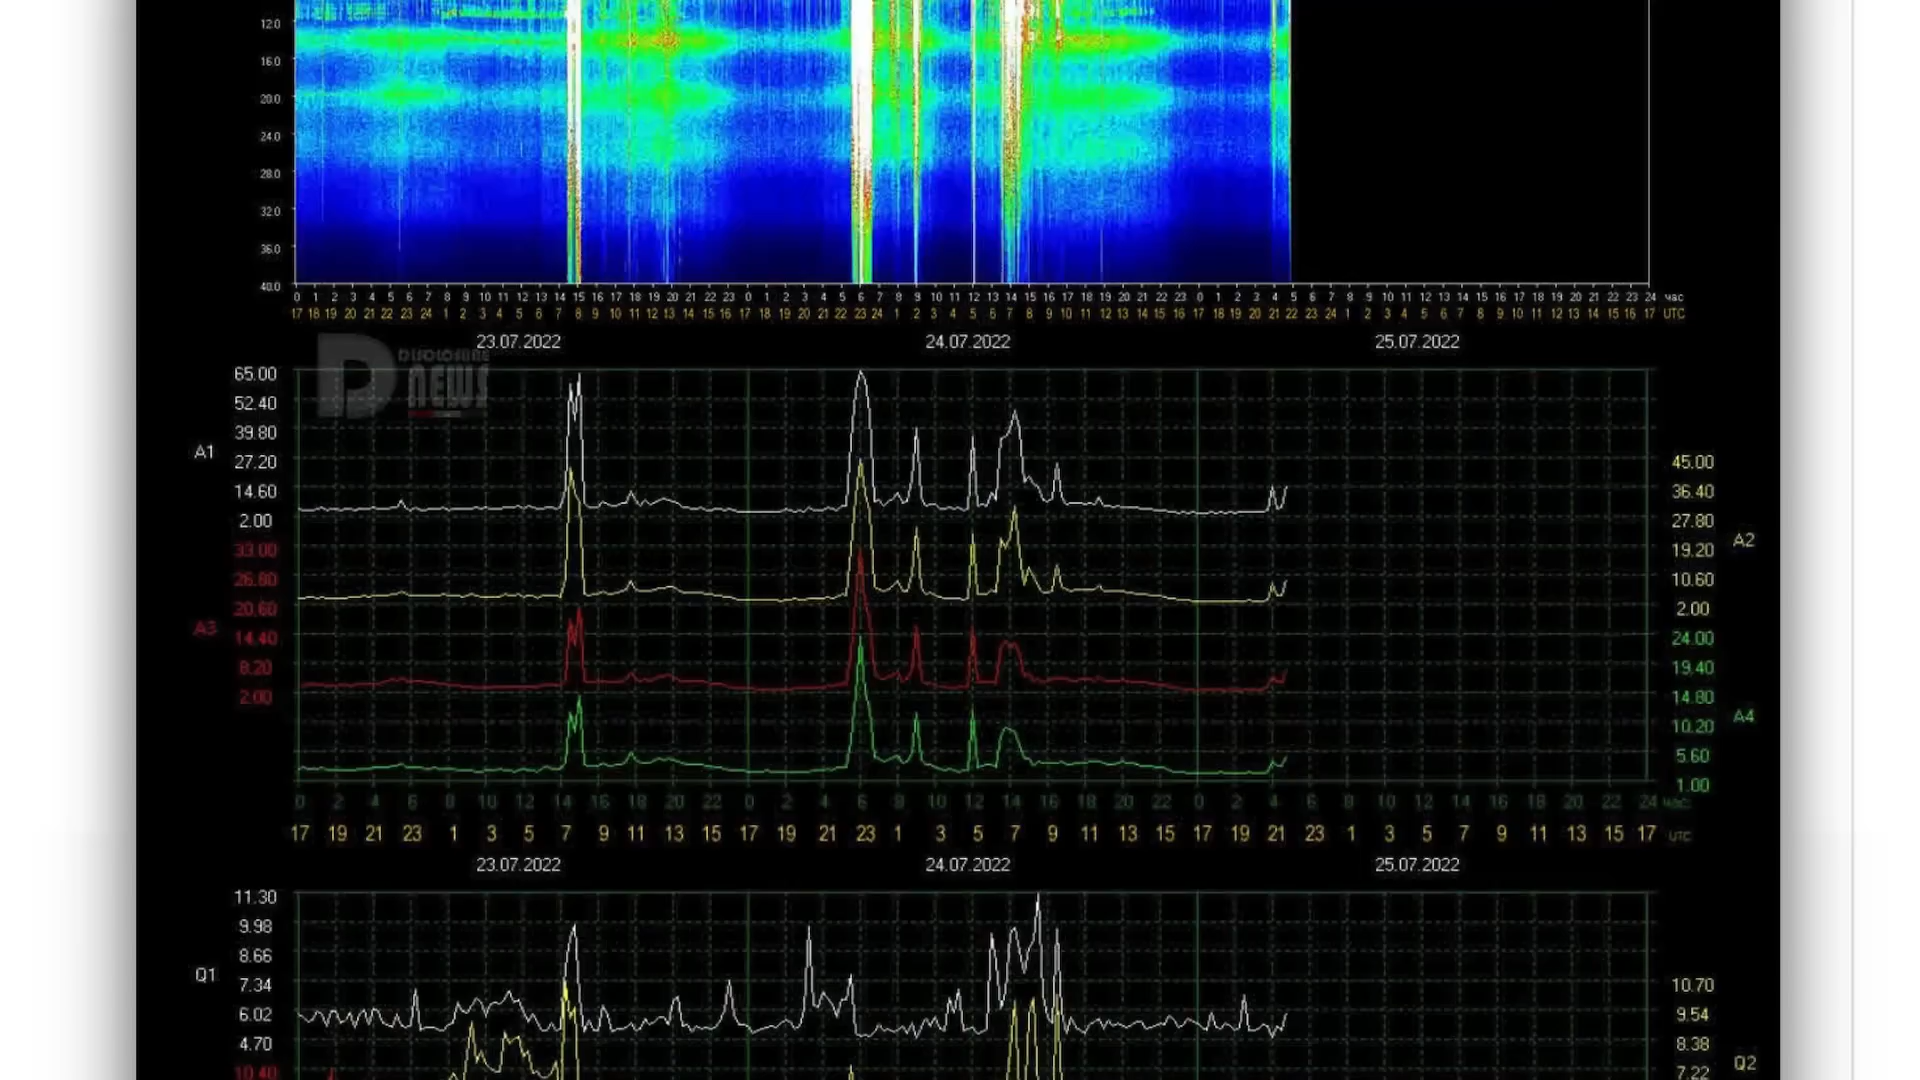 12.0
16.0
20.0
24.0
28.0
32.0
36.0
40.0
0 1 2 3 4 5 6 7 8 9 10 11 12 13 14 15 16 17 18 19 20 21 22 23 0 1 2 3 4 5 6 7 8 9 10 11 12 13 14 15 16 17 18 19 20 21 22 23 0 1 2 3 4 5 6 7 8 9 10 11 12 13 14 15 16 17 18 19 20 21 22 23 24 час
17 18 19 20 21 22 23 24 1 2 3 4 5 6 7 8 9 10 11 12 13 14 15 16 17 18 19 20 21 22 23 24 1 2 3 4 5 6 7 8 9 10 11 12 13 14 15 16 17 18 19 20 21 22 23 24 1 2 3 4 5 6 7 8 9 10 11 12 13 14 15 16 17 UTC
23.07.2022 24.07.2022 25.07.2022
D DISCLOSURE
NEWS
65.00
52.40
39.80
A1
27.20 45.00
14.60 36.40
2.00 27.80
A2
33.00 19.20
26.80 10.60
20.60 2.00
A3
14.40 24.00
8.20 19.40
2.00 14.80
A4
10.20
5.60
1.00
0 2 4 6 8 10 12 14 16 18 20 22 0 2 4 6 8 10 12 14 16 18 20 22 0 2 4 6 8 10 12 14 16 18 20 22 24 час
17 19 21 23 1 3 5 7 9 11 13 15 17 19 21 23 1 3 5 7 9 11 13 15 17 19 21 23 1 3 5 7 9 11 13 15 17 UTC
23.07.2022 24.07.2022 25.07.2022
11.30
9.98
8.66
Q1
7.34 10.70
6.02 9.54
4.70 8.38
Q2
10.40 7.22